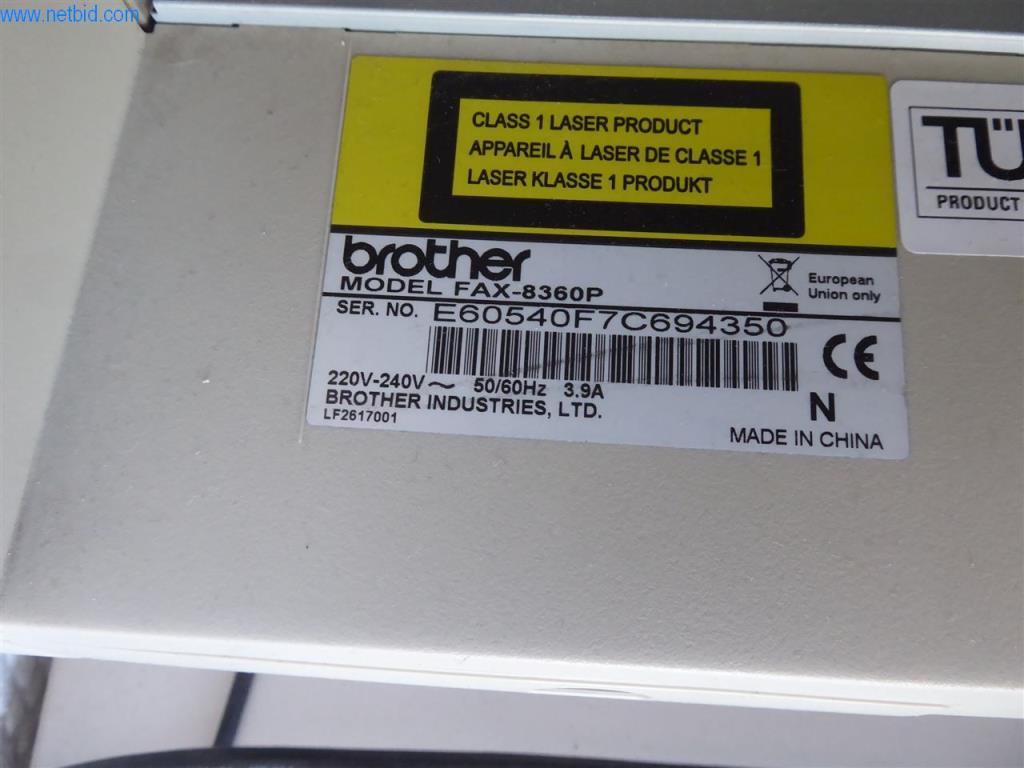 www.netbid.com
CLASS 1 LASER PRODUCT
APPAREIL À LASER DE CLASSE 1
LASER KLASSE 1 PRODUKT
TÜ
PRODUCT
brother
MODEL FAX-8360P
European
Union only
SER. NO. E60540F7C694350
CE
220V-240V~ 50/60Hz 3.9A
BROTHER INDUSTRIES, LTD.
N
LF2617001
MADE IN CHINA